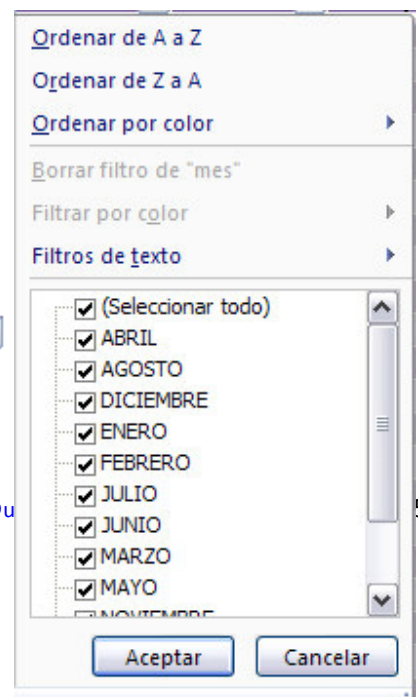 Ordenar de A a Z
Ordenar de Z a A
Ordenar por color
Borrar filtro de "mes"
Filtrar por color
Filtros de texto
(Seleccionar todo)
ABRIL
AGOSTO
DICIEMBRE
ENERO
FEBRERO
JULIO
JUNIO
MARZO
MAYO
NOVIEMBRE
Aceptar Cancelar